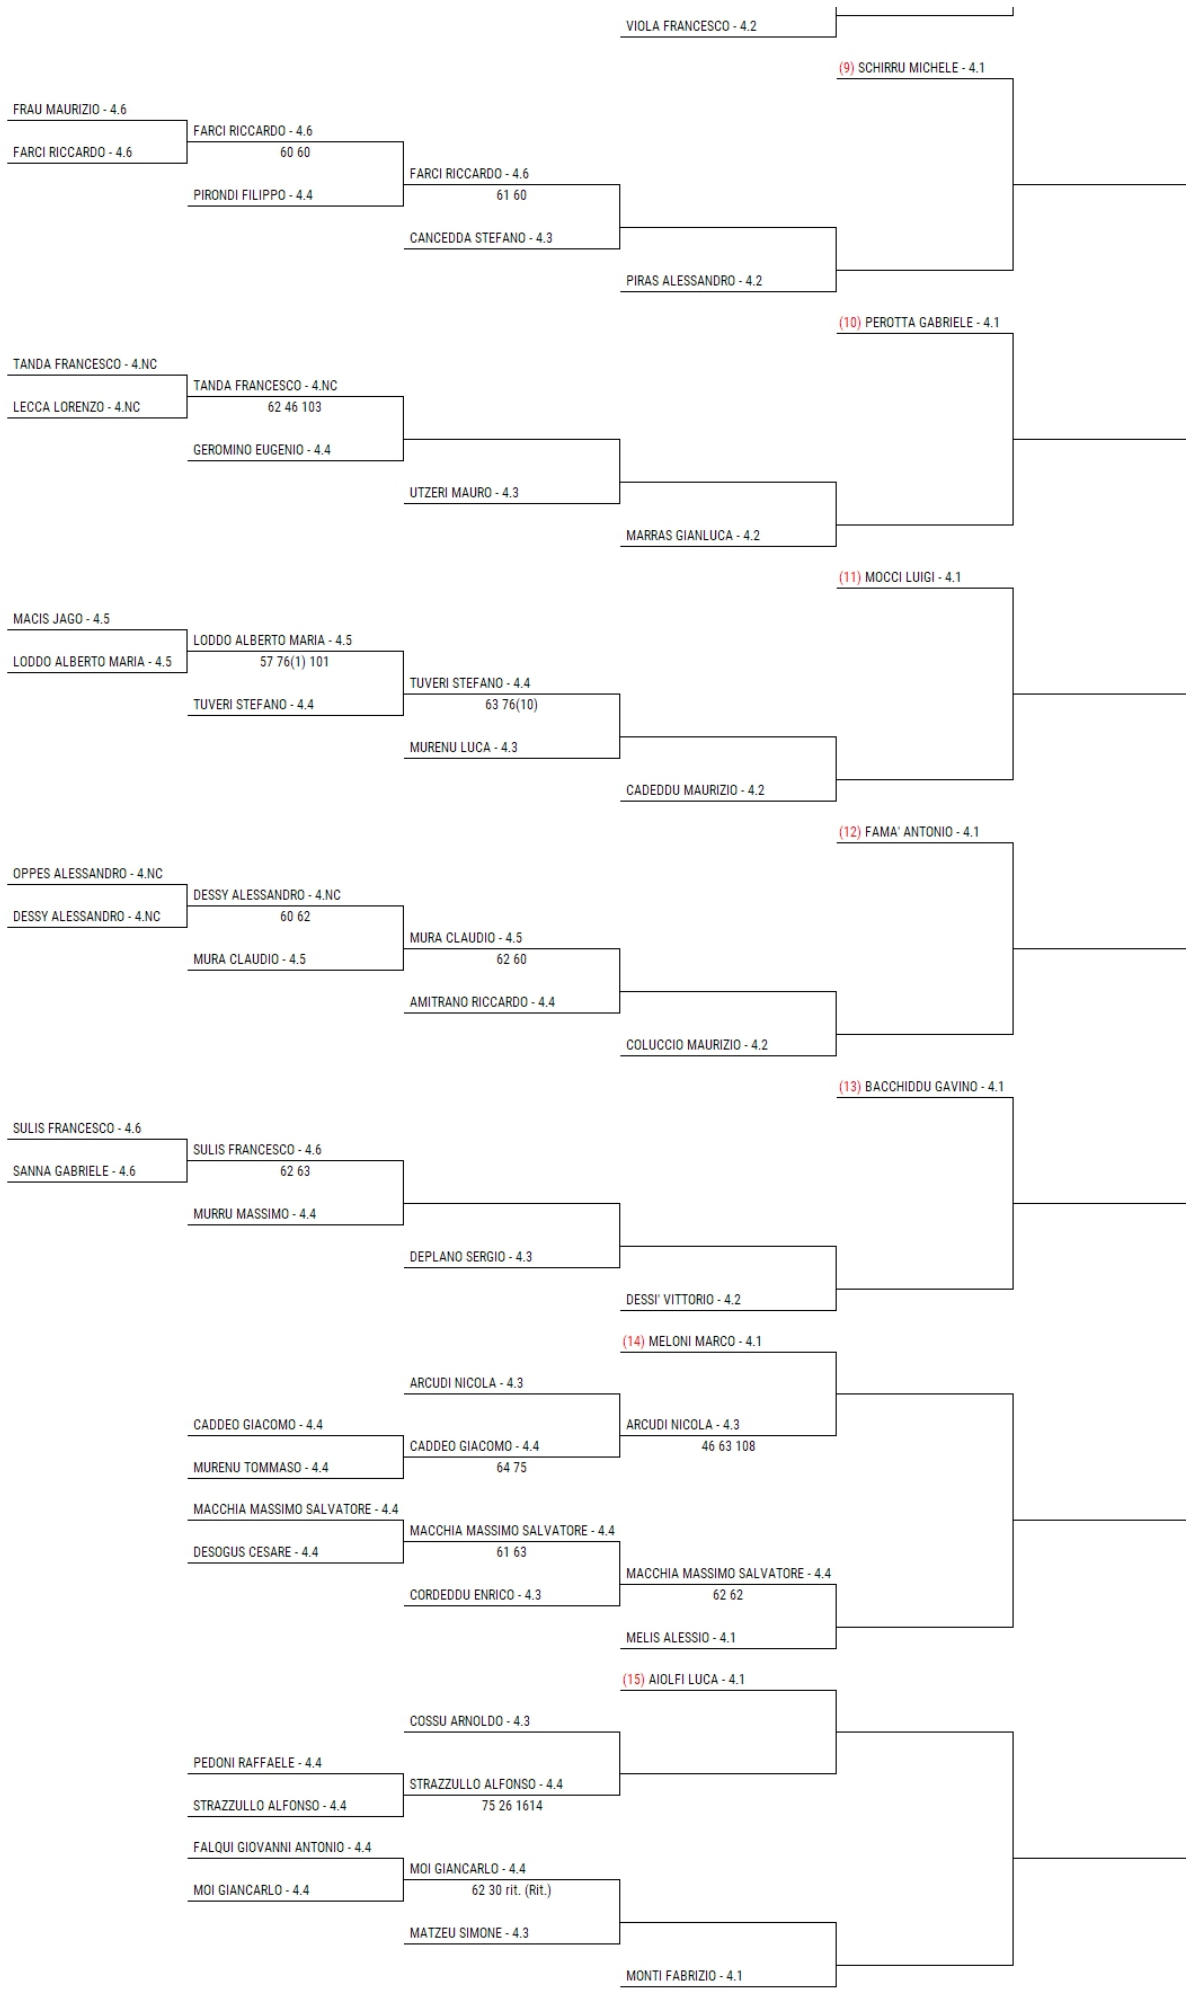 VIOLA FRANCESCO - 4.2
(9) SCHIRRU MICHELE - 4.1
FRAU MAURIZIO - 4.6
FARCI RICCARDO - 4.6
FARCI RICCARDO - 4.6
60 60
PIRONDI FILIPPO - 4.4
FARCI RICCARDO - 4.6
61 60
CANCEDDA STEFANO - 4.3
PIRAS ALESSANDRO - 4.2
(10) PEROTTA GABRIELE - 4.1
TANDA FRANCESCO - 4.NC
LECCA LORENZO - 4.NC
TANDA FRANCESCO - 4.NC
62 46 103
GEROMINO EUGENIO - 4.4
UTZERI MAURO - 4.3
MARRAS GIANLUCA - 4.2
(11) MOCCI LUIGI - 4.1
MACIS JAGO - 4.5
LODDO ALBERTO MARIA - 4.5
LODDO ALBERTO MARIA - 4.5
57 76(1) 101
TUVERI STEFANO - 4.4
TUVERI STEFANO - 4.4
63 76(10)
MURENU LUCA - 4.3
CADEDDU MAURIZIO - 4.2
(12) FAMA' ANTONIO - 4.1
OPPES ALESSANDRO - 4.NC
DESSY ALESSANDRO - 4.NC
DESSY ALESSANDRO - 4.NC
60 62
MURA CLAUDIO - 4.5
MURA CLAUDIO - 4.5
62 60
AMITRANO RICCARDO - 4.4
COLUCCIO MAURIZIO - 4.2
(13) BACCHIDDU GAVINO - 4.1
SULIS FRANCESCO - 4.6
SANNA GABRIELE - 4.6
SULIS FRANCESCO - 4.6
62 63
MURRU MASSIMO - 4.4
DEPLANO SERGIO - 4.3
DESSI' VITTORIO - 4.2
(14) MELONI MARCO - 4.1
ARCUDI NICOLA - 4.3
CADDEO GIACOMO - 4.4
MURENU TOMMASO - 4.4
CADDEO GIACOMO - 4.4
64 75
ARCUDI NICOLA - 4.3
46 63 108
MACCHIA MASSIMO SALVATORE - 4.4
DESOGUS CESARE - 4.4
MACCHIA MASSIMO SALVATORE - 4.4
61 63
CORDEDDU ENRICO - 4.3
MACCHIA MASSIMO SALVATORE - 4.4
62 62
MELIS ALESSIO - 4.1
(15) AIOLFI LUCA - 4.1
COSSU ARNOLDO - 4.3
PEDONI RAFFAELE - 4.4
STRAZZULLO ALFONSO - 4.4
STRAZZULLO ALFONSO - 4.4
75 26 1614
FALQUI GIOVANNI ANTONIO - 4.4
MOI GIANCARLO - 4.4
MOI GIANCARLO - 4.4
62 30 rit. (Rit.)
MATZEU SIMONE - 4.3
MONTI FABRIZIO - 4.1